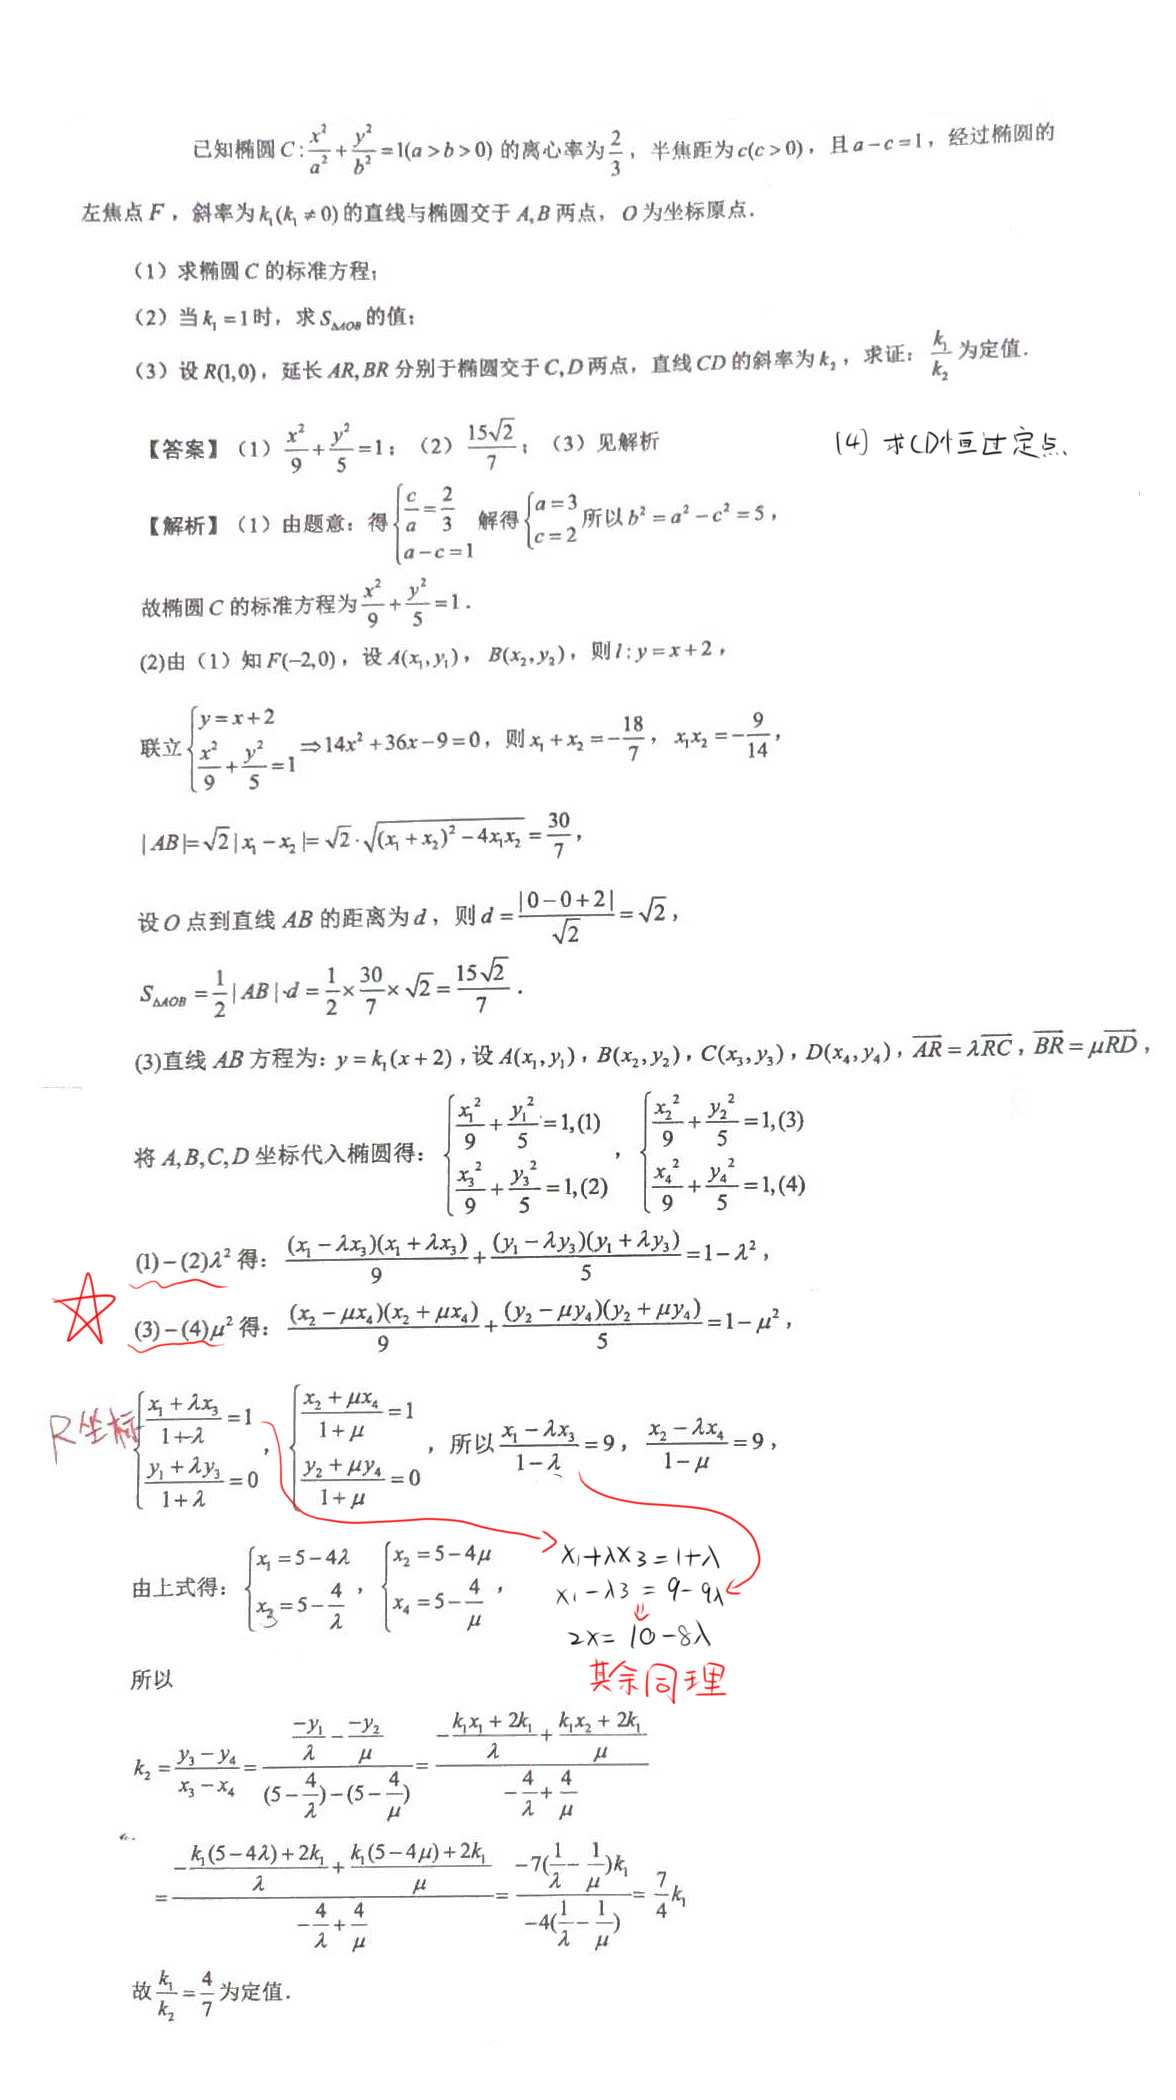 已知椭圆C:x²/a²+y²/b²=1(a>b>0)的离心率为2/3，半焦距为c(c>0)，且a-c=1，经过椭圆的
左焦点F，斜率为k₁(k₁≠0)的直线与椭圆交于A,B两点，O为坐标原点．
（1）求椭圆C的标准方程；
（2）当k₁=1时，求S△AOB的值；
（3）设R(1,0)，延长AR,BR分别于椭圆交于C,D两点，直线CD的斜率为k₂，求证：k₁/k₂为定值．
【答案】（1）x²/9+y²/5=1；（2）15√2/7；（3）见解析
(4) 求CD恒过定点
【解析】（1）由题意：得{c/a=2/3, a-c=1 解得{a=3, c=2 所以b²=a²-c²=5，
故椭圆C的标准方程为x²/9+y²/5=1．
(2)由（1）知F(-2,0)，设A(x₁,y₁)，B(x₂,y₂)，则l:y=x+2，
联立{y=x+2, x²/9+y²/5=1 ⇒14x²+36x-9=0，则x₁+x₂=-18/7，x₁x₂=-9/14，
|AB|=√2|x₁-x₂|=√2·√((x₁+x₂)²-4x₁x₂)=30/7，
设O点到直线AB的距离为d，则d=|0-0+2|/√2=√2，
S△AOB=1/2|AB|·d=1/2×30/7×√2=15√2/7．
(3)直线AB方程为：y=k₁(x+2)，设A(x₁,y₁)，B(x₂,y₂)，C(x₃,y₃)，D(x₄,y₄)，AR=λRC，BR=μRD，
将A,B,C,D坐标代入椭圆得：{x₁²/9+y₁²/5=1,(1) x₃²/9+y₃²/5=1,(2)，{x₂²/9+y₂²/5=1,(3) x₄²/9+y₄²/5=1,(4)
(1)-(2)λ²得：(x₁-λx₃)(x₁+λx₃)/9+(y₁-λy₃)(y₁+λy₃)/5=1-λ²，
(3)-(4)μ²得：(x₂-μx₄)(x₂+μx₄)/9+(y₂-μy₄)(y₂+μy₄)/5=1-μ²，
R坐标
{(x₁+λx₃)/(1+λ)=1, (y₁+λy₃)/(1+λ)=0，{(x₂+μx₄)/(1+μ)=1, (y₂+μy₄)/(1+μ)=0，所以(x₁-λx₃)/(1-λ)=9，(x₂-λx₄)/(1-μ)=9，
由上式得：{x₁=5-4λ, x₃=5-4/λ，{x₂=5-4μ, x₄=5-4/μ，
x₁+λx3=1+λ
x₁-λ3=9-9λ
⇓
2x=10-8λ
其余同理
所以
k₂=(y₃-y₄)/(x₃-x₄)=(-y₁/λ-(-y₂)/μ)/((5-4/λ)-(5-4/μ))=(-(k₁x₁+2k₁)/λ+(k₁x₂+2k₁)/μ)/(-4/λ+4/μ)
=(-(k₁(5-4λ)+2k₁)/λ+(k₁(5-4μ)+2k₁)/μ)/(-4/λ+4/μ)=(-7(1/λ-1/μ)k₁)/(-4(1/λ-1/μ))=7/4k₁
故k₁/k₂=4/7为定值．